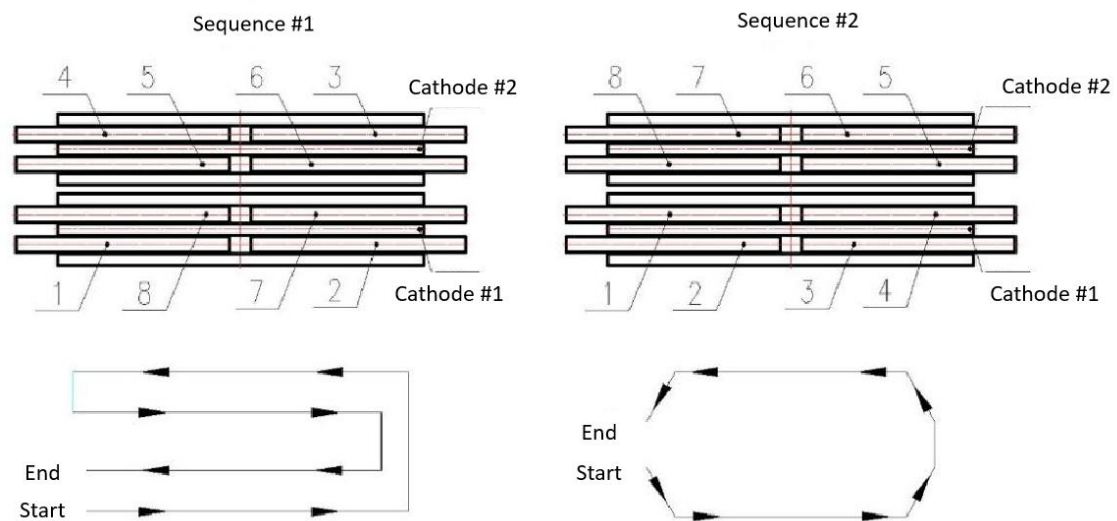 Sequence #1
4 5 6 3
Cathode #2
1 8 7 2
Cathode #1
End
Start
Sequence #2
8 7 6 5
Cathode #2
1 2 3 4
Cathode #1
End
Start